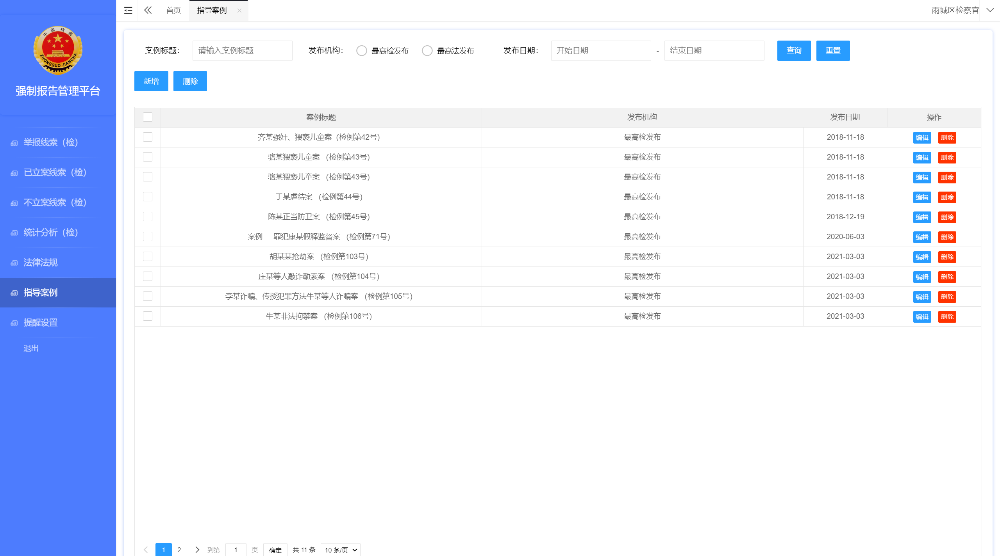 首页 指导案例 雨城区检察官
中国检察
ZHONGGUO JIANCHA
强制报告管理平台
举报线索（检）
已立案线索（检）
不立案线索（检）
统计分析（检）
法律法规
指导案例
提醒设置
退出
案例标题： 请输入案例标题 发布机构： 最高检发布 最高法发布 发布日期： 开始日期 - 结束日期 查询 重置
新增 删除
案例标题 发布机构 发布日期 操作
齐某强奸、猥亵儿童案（检例第42号） 最高检发布 2018-11-18 编辑 删除
骆某猥亵儿童案 （检例第43号） 最高检发布 2018-11-18 编辑 删除
骆某猥亵儿童案 （检例第43号） 最高检发布 2018-11-18 编辑 删除
于某虐待案 （检例第44号） 最高检发布 2018-11-18 编辑 删除
陈某正当防卫案 （检例第45号） 最高检发布 2018-12-19 编辑 删除
案例二 罪犯康某假释监督案 （检例第71号） 最高检发布 2020-06-03 编辑 删除
胡某某抢劫案 （检例第103号） 最高检发布 2021-03-03 编辑 删除
庄某等人敲诈勒索案 （检例第104号） 最高检发布 2021-03-03 编辑 删除
李某诈骗、传授犯罪方法牛某等人诈骗案 （检例第105号） 最高检发布 2021-03-03 编辑 删除
牛某非法拘禁案 （检例第106号） 最高检发布 2021-03-03 编辑 删除
1 2 到第 1 页 确定 共 11 条 10 条/页